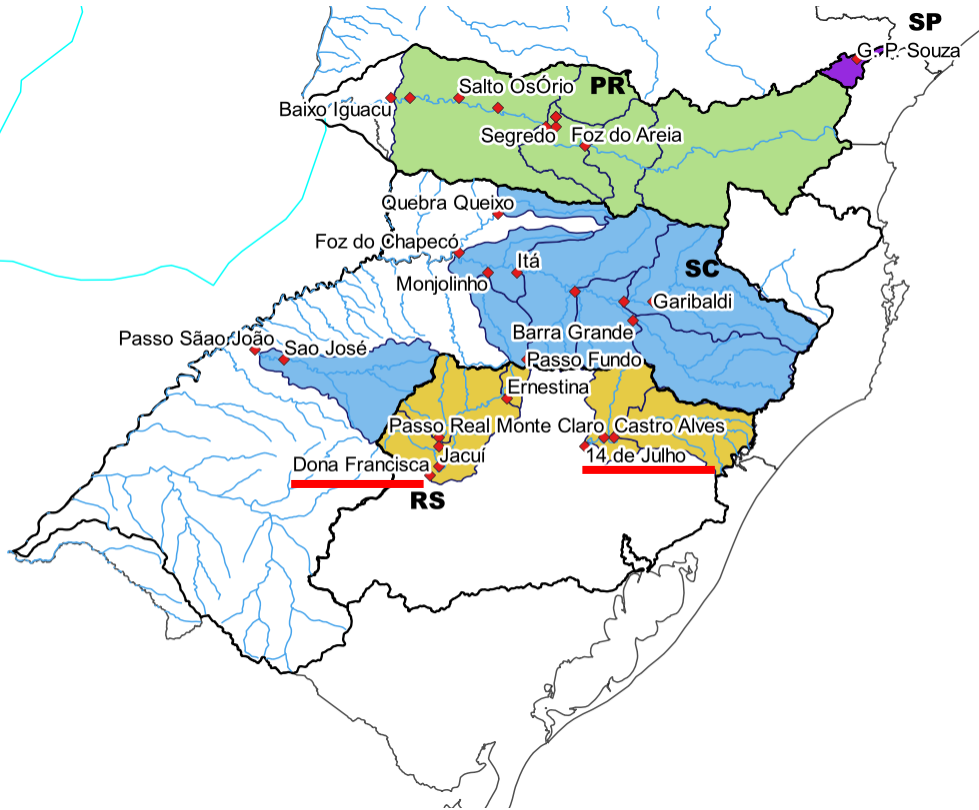 SP
G. P. Souza
Salto OsÓrio
PR
Baixo Iguacu
Segredo
Foz do Areia
Quebra Queixo
Foz do Chapecó
Itá
SC
Monjolinho
Garibaldi
Barra Grande
Passo Sãao João
Sao José
Passo Fundo
Ernestina
Passo Real
Monte Claro
Castro Alves
Jacuí
14 de Julho
Dona Francisca
RS